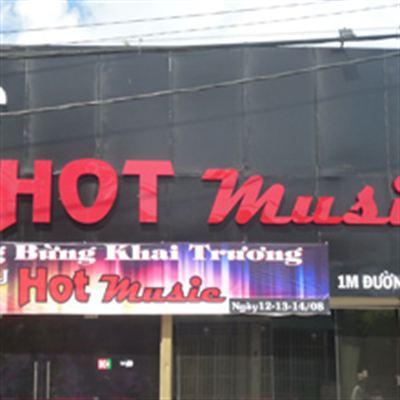 HOT Musi
g Bừng Khai Trương
Hot Music
Ngày 12-13-14/08
1M ĐƯỜN